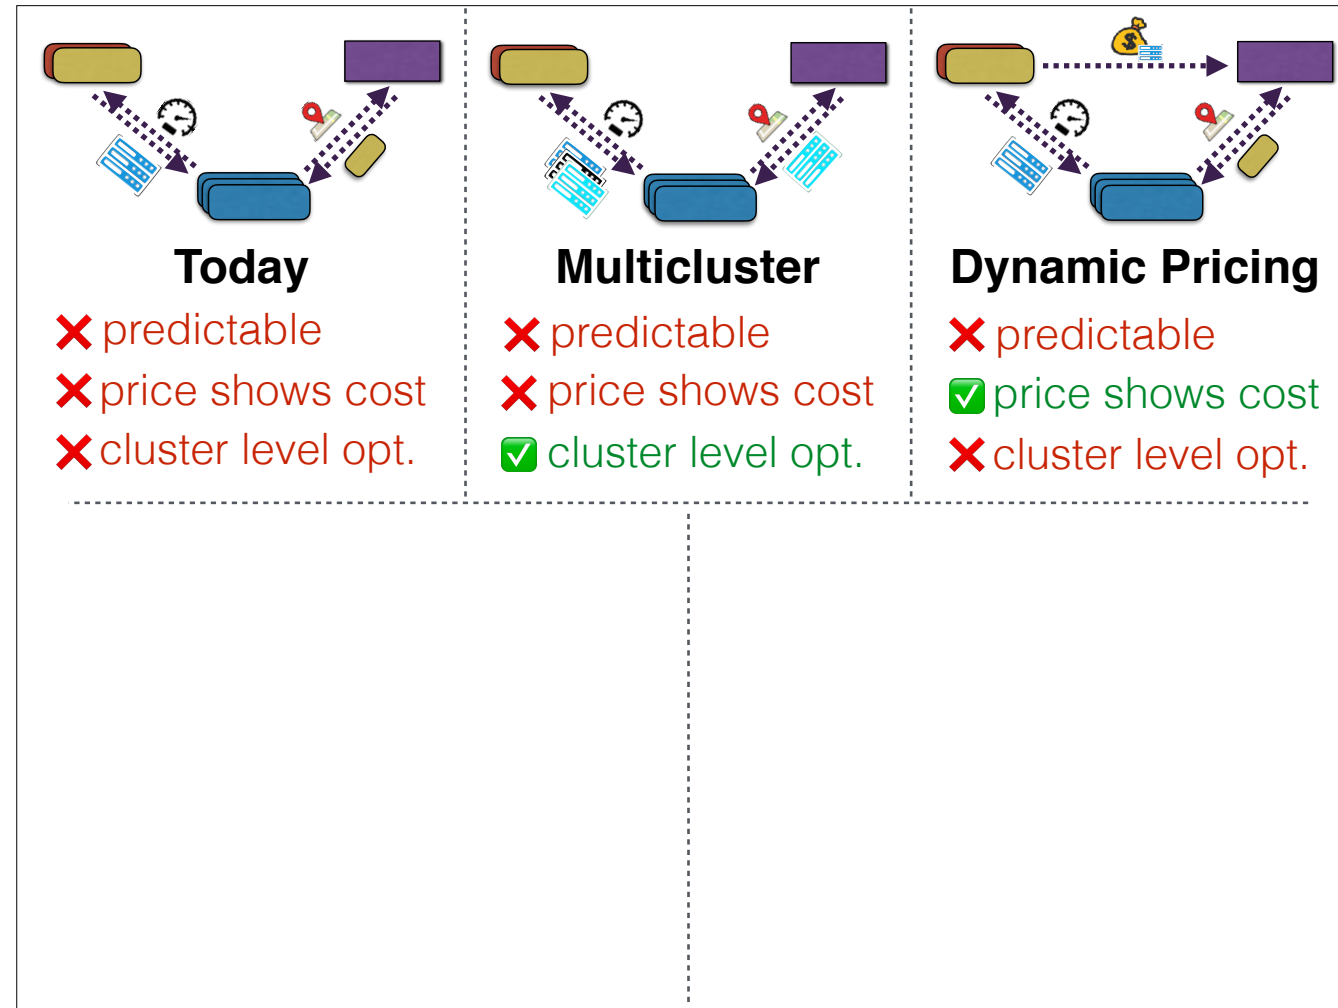 Today
❌ predictable
❌ price shows cost
❌ cluster level opt.
Multicluster
❌ predictable
❌ price shows cost
✅ cluster level opt.
Dynamic Pricing
❌ predictable
✅ price shows cost
❌ cluster level opt.